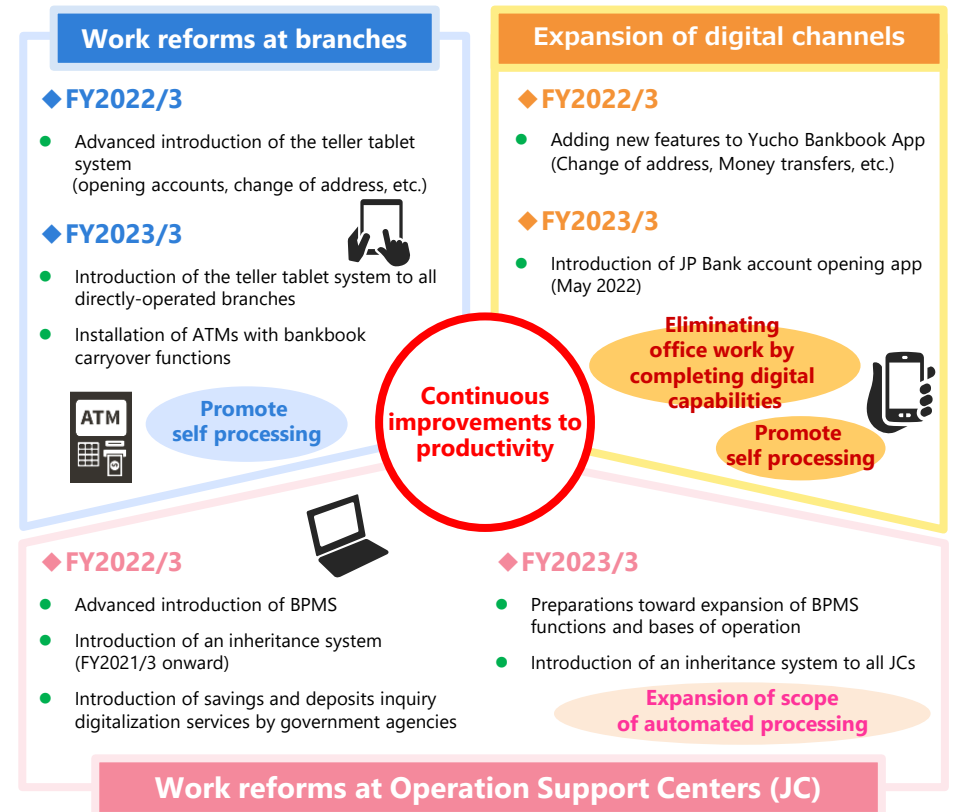 Work reforms at branches
◆FY2022/3
● Advanced introduction of the teller tablet
system
(opening accounts, change of address, etc.)
◆FY2023/3
● Introduction of the teller tablet system to all
directly-operated branches
● Installation of ATMs with bankbook
carryover functions
ATM
Promote
self processing
Expansion of digital channels
◆FY2022/3
● Adding new features to Yucho Bankbook App
(Change of address, Money transfers, etc.)
◆FY2023/3
● Introduction of JP Bank account opening app
(May 2022)
Eliminating
office work by
completing digital
capabilities
Promote
self processing
Continuous
improvements to
productivity
◆FY2022/3
● Advanced introduction of BPMS
● Introduction of an inheritance system
(FY2021/3 onward)
● Introduction of savings and deposits inquiry
digitalization services by government agencies
◆FY2023/3
● Preparations toward expansion of BPMS
functions and bases of operation
● Introduction of an inheritance system to all JCs
Expansion of scope
of automated processing
Work reforms at Operation Support Centers (JC)